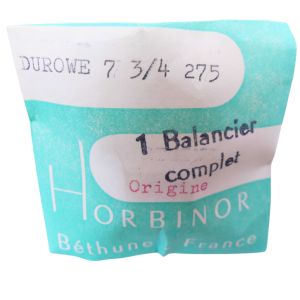 DUROWE 7 3/4 275
1 Balancier
complet
Origine
HORBINOR
Béthune - France